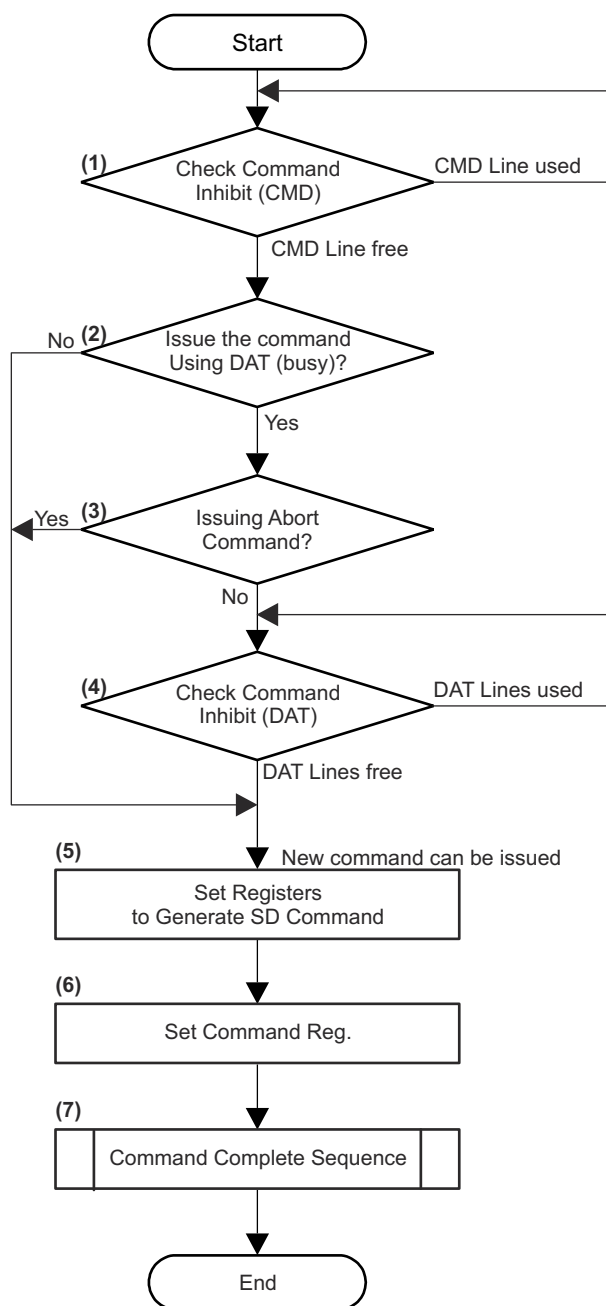 Start
(1)
Check Command
Inhibit (CMD)
CMD Line used
CMD Line free
No
(2)
Issue the command
Using DAT (busy)?
Yes
Yes
(3)
Issuing Abort
Command?
No
(4)
Check Command
Inhibit (DAT)
DAT Lines used
DAT Lines free
(5)
New command can be issued
Set Registers
to Generate SD Command
(6)
Set Command Reg.
(7)
Command Complete Sequence
End